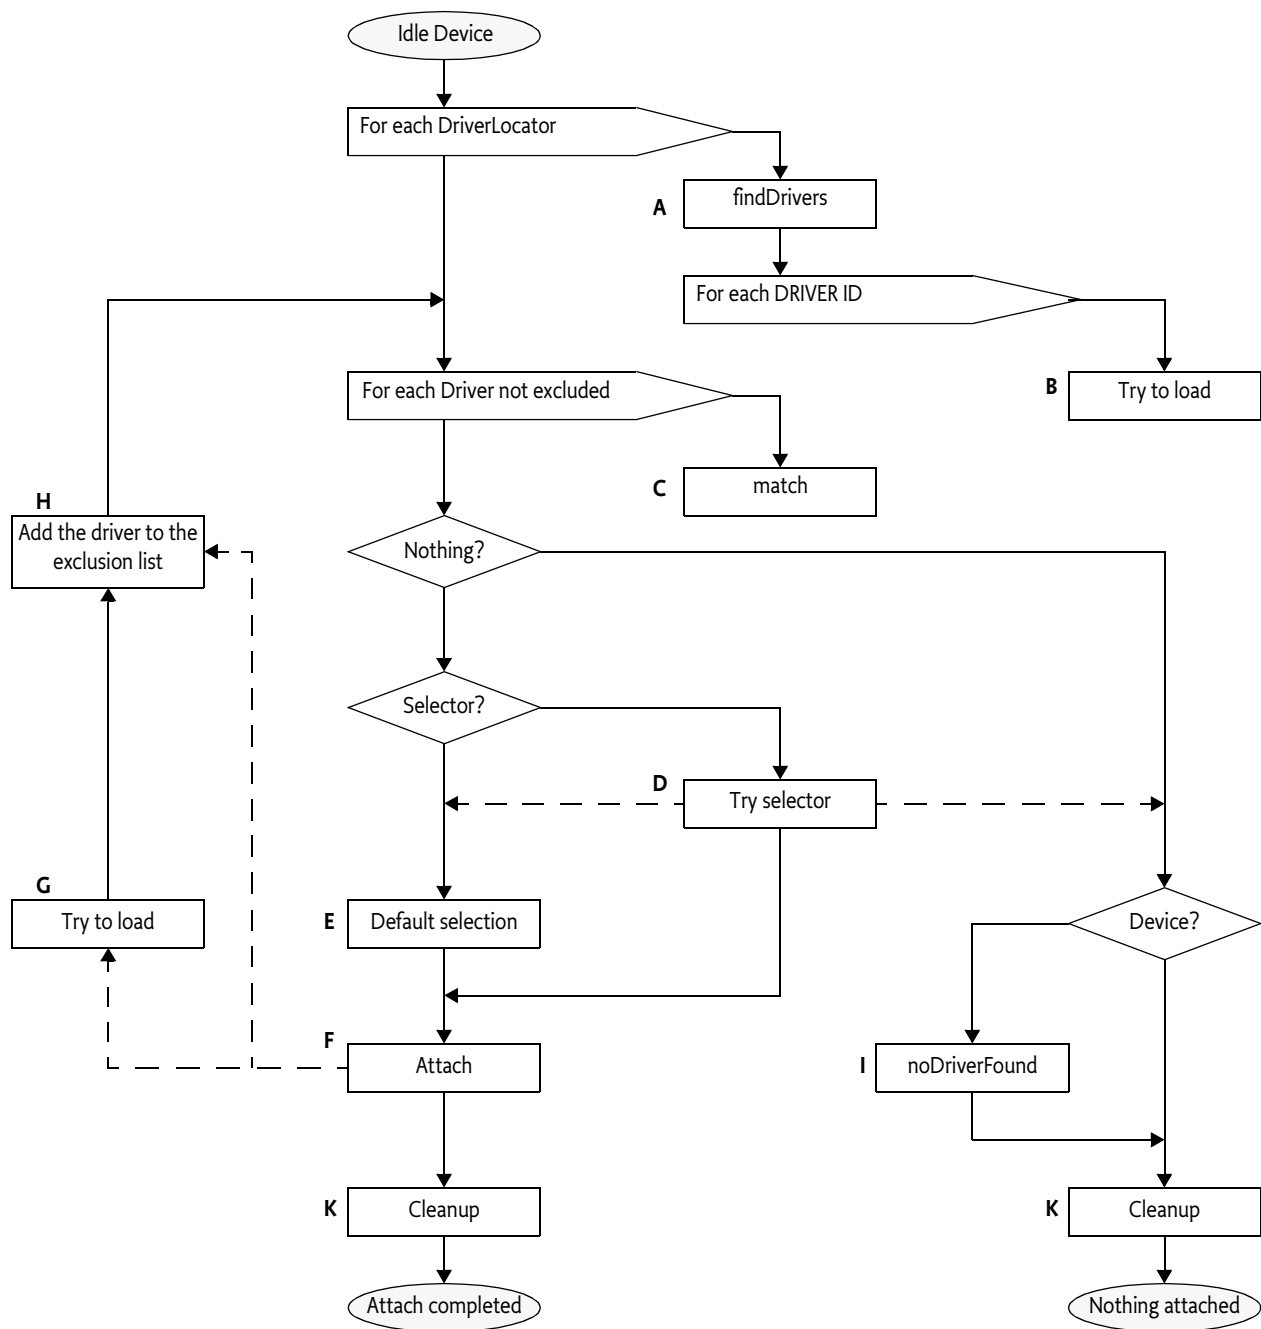 Idle Device
For each DriverLocator
A
findDrivers
For each DRIVER ID
For each Driver not excluded
B
Try to load
C
match
H
Add the driver to the
exclusion list
Nothing?
Selector?
D
Try selector
G
Try to load
E
Default selection
Device?
F
Attach
I
noDriverFound
K
Cleanup
K
Cleanup
Attach completed
Nothing attached